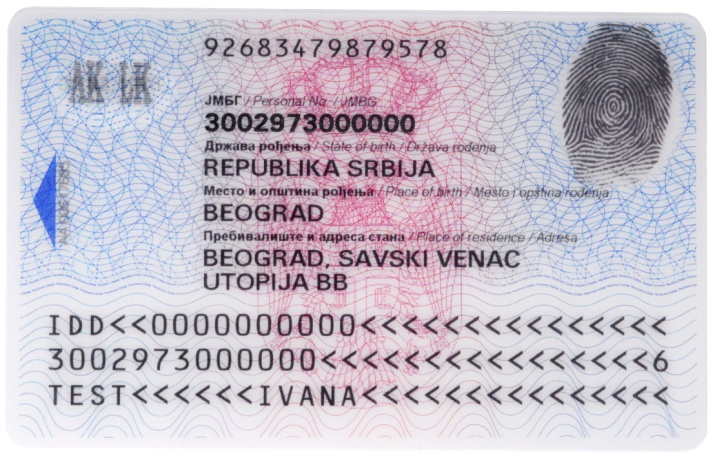 92683479879578
AK ŁK
ЈМБГ / Personal No. / JMBG
3002973000000
Држава рођења / State of birth / Država rođenja
REPUBLIKA SRBIJA
Место и општина рођења / Place of birth / Mesto i opština rođenja
BEOGRAD
Пребивалиште и адреса стана / Place of residence / Adresa
BEOGRAD, SAVSKI VENAC
UTOPIJA BB
IDD<<0000000000<<<<<<<<<<<<<<<
3002973000000<<<<<<<<<<<<<<<<6
TEST<<<<<<IVANA<<<<<<<<<<<<<<<